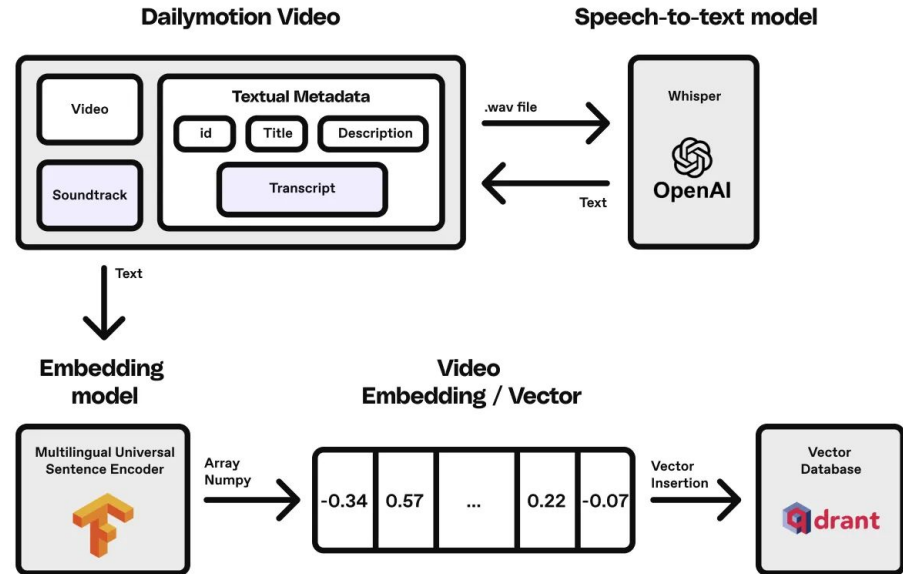 Dailymotion Video
Speech-to-text model
Video
Textual Metadata
id
Title
Description
Soundtrack
Transcript
.wav file
Text
Whisper
OpenAI
Text
Embedding
model
Video
Embedding / Vector
Multilingual Universal
Sentence Encoder
Array
Numpy
-0.34
0.57
...
0.22
-0.07
Vector
Insertion
Vector
Database
qdrant